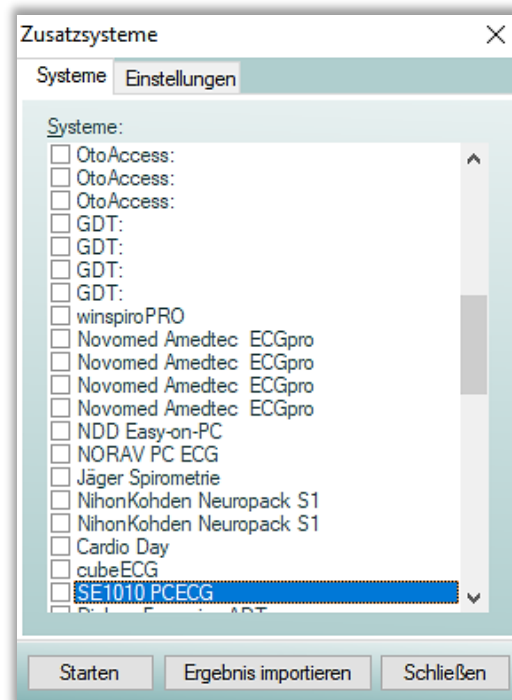 Zusatzsysteme
Systeme Einstellungen
Systeme:
OtoAccess:
OtoAccess:
OtoAccess:
GDT:
GDT:
GDT:
GDT:
winspiroPRO
Novomed Amedtec ECGpro
Novomed Amedtec ECGpro
Novomed Amedtec ECGpro
Novomed Amedtec ECGpro
NDD Easy-on-PC
NORAV PC ECG
Jäger Spirometrie
NihonKohden Neuropack S1
NihonKohden Neuropack S1
Cardio Day
cubeECG
SE1010 PCECG
Starten Ergebnis importieren Schließen